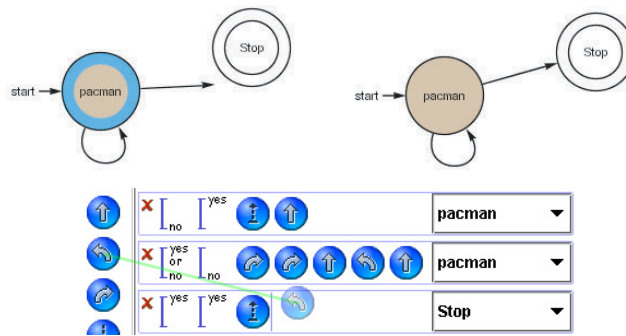 Stop
start
pacman
Stop
start
pacman
no
yes
pacman
yes
or
no
no
pacman
yes
yes
Stop